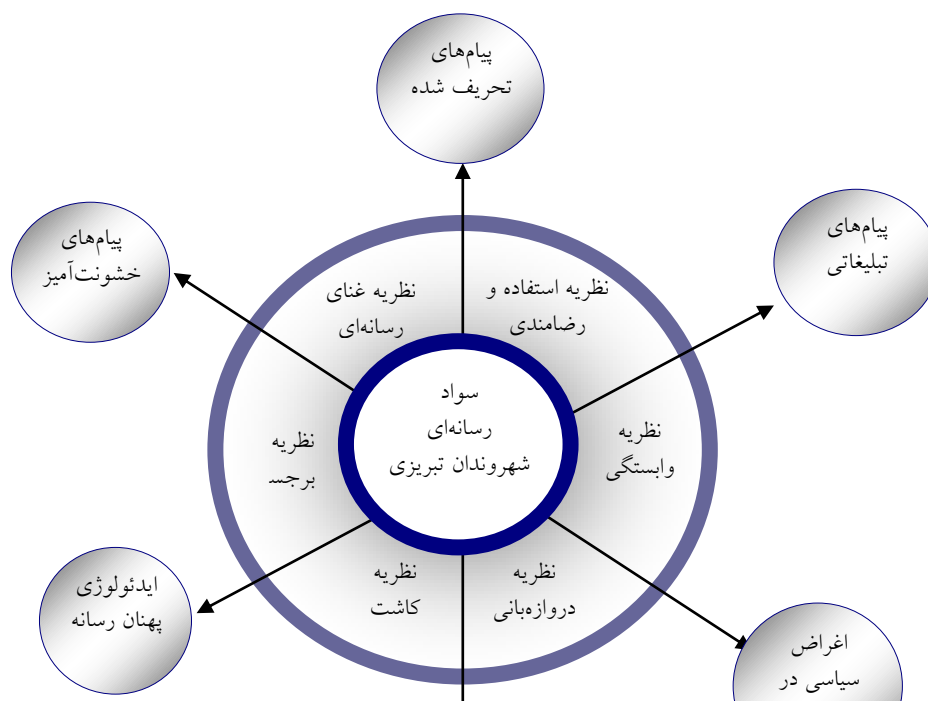 پیام‌های
تحریف شده
پیام‌های
تبلیغاتی
پیام‌های
خشونت‌آمیز
نظریه استفاده و
رضامندی
نظریه غنای
رسانه‌ای
سواد
رسانه‌ای
شهروندان تبریزی
نظریه
وابستگی
نظریه
برجسـ
نظریه
دروازه‌بانی
نظریه
کاشت
ایدئولوژی
پهنان رسانه
اغراض
سیاسی در